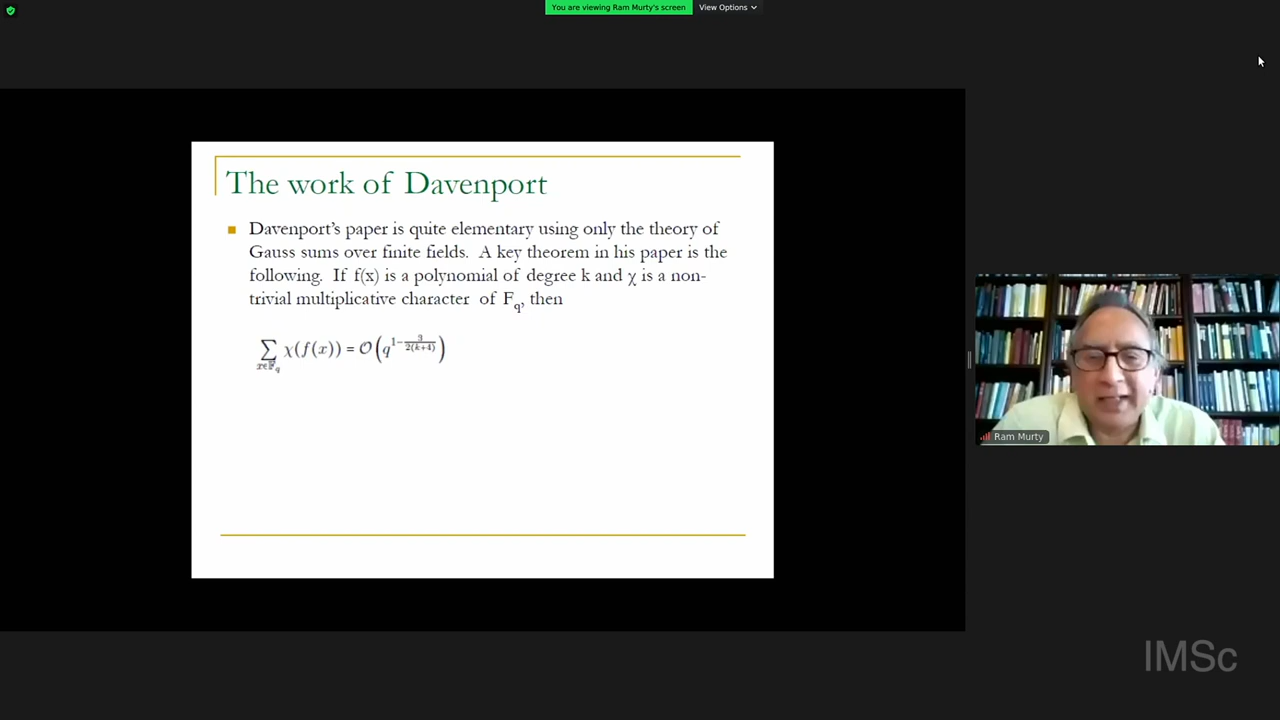 You are viewing Ram Murty's screen View Options
The work of Davenport
Davenport's paper is quite elementary using only the theory of
Gauss sums over finite fields. A key theorem in his paper is the
following. If f(x) is a polynomial of degree k and χ is a non-
trivial multiplicative character of F_q, then
∑_{x∈𝔽_q} χ(f(x)) = O(q^{1-3/(2(k+4))})
Ram Murty
IMSc